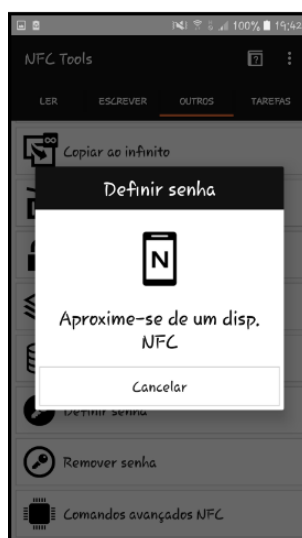 100% 19:42
NFC Tools
LER ESCREVER OUTROS TAREFAS
Copiar ao infinito
Definir senha
N
Aproxime-se de um disp.
NFC
Cancelar
Definir senha
Remover senha
Comandos avançados NFC